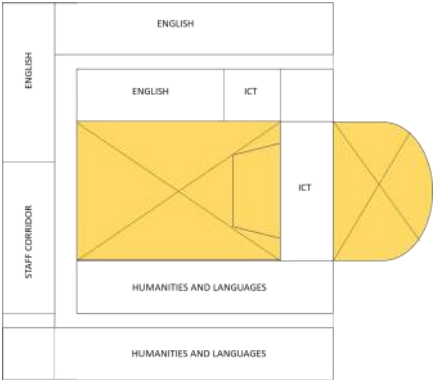 ENGLISH
ENGLISH
ENGLISH
ICT
ICT
STAFF CORRIDOR
HUMANITIES AND LANGUAGES
HUMANITIES AND LANGUAGES